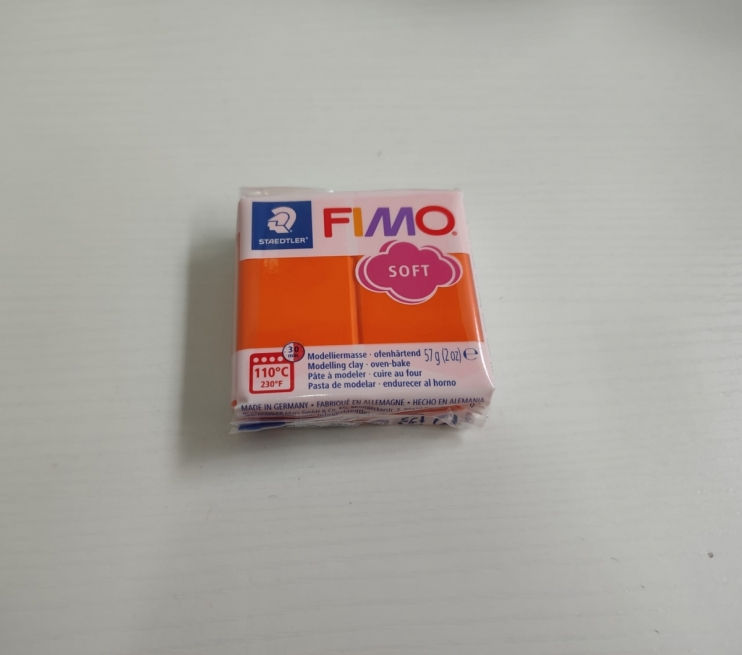 STAEDTLER
FIMO
SOFT
30 min
110°C
230°F
Modelliermasse · ofenhärtend
57 g (2 oz) ℮
Modelling clay · oven-bake
Pâte à modeler · cuire au four
Pasta de modelar · endurecer al horno
MADE IN GERMANY • FABRIQUÉ EN ALLEMAGNE • HECHO EN ALEMANIA